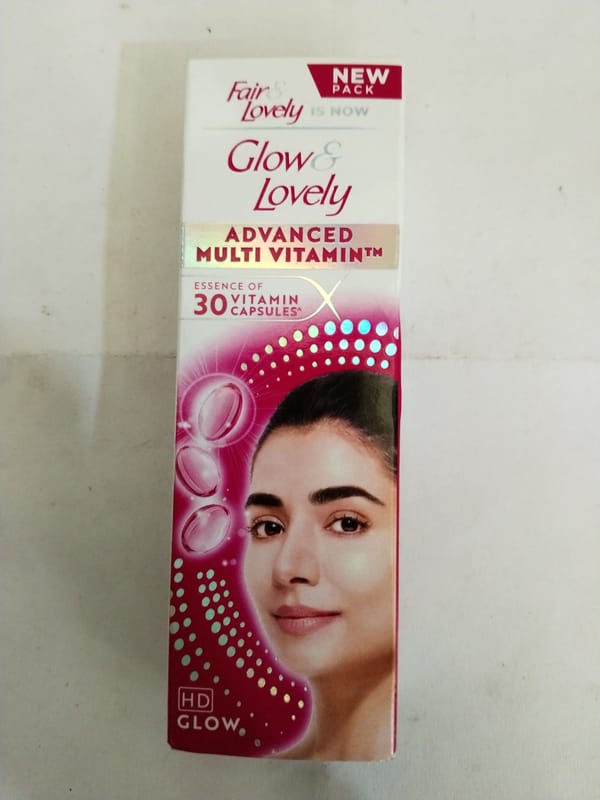 NEW
PACK
Fair &
Lovely IS NOW
Glow &
Lovely
ADVANCED
MULTI VITAMIN™
ESSENCE OF
30 VITAMIN
CAPSULES^
HD
GLOW